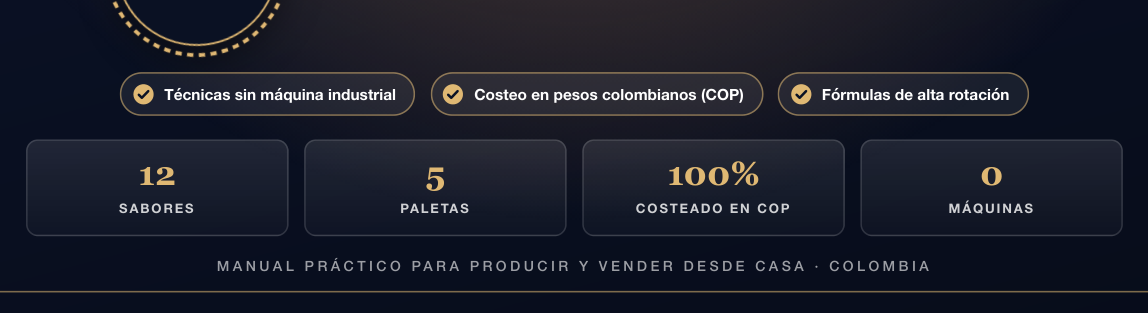 Técnicas sin máquina industrial
Costeo en pesos colombianos (COP)
Fórmulas de alta rotación
12
SABORES
5
PALETAS
100%
COSTEADO EN COP
0
MÁQUINAS
MANUAL PRÁCTICO PARA PRODUCIR Y VENDER DESDE CASA · COLOMBIA